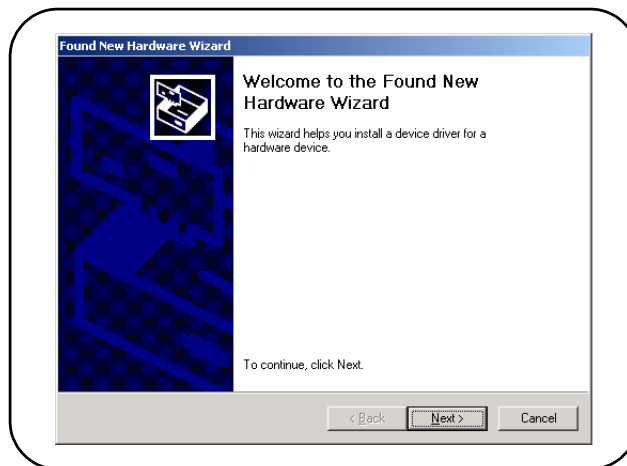 Found New Hardware Wizard
Welcome to the Found New
Hardware Wizard
This wizard helps you install a device driver for a
hardware device.
To continue, click Next.
< Back
Next >
Cancel